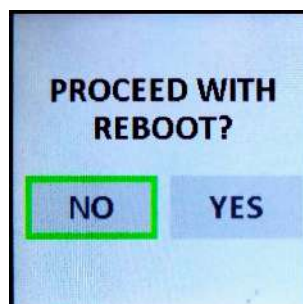 PROCEED WITH
REBOOT?
NO YES